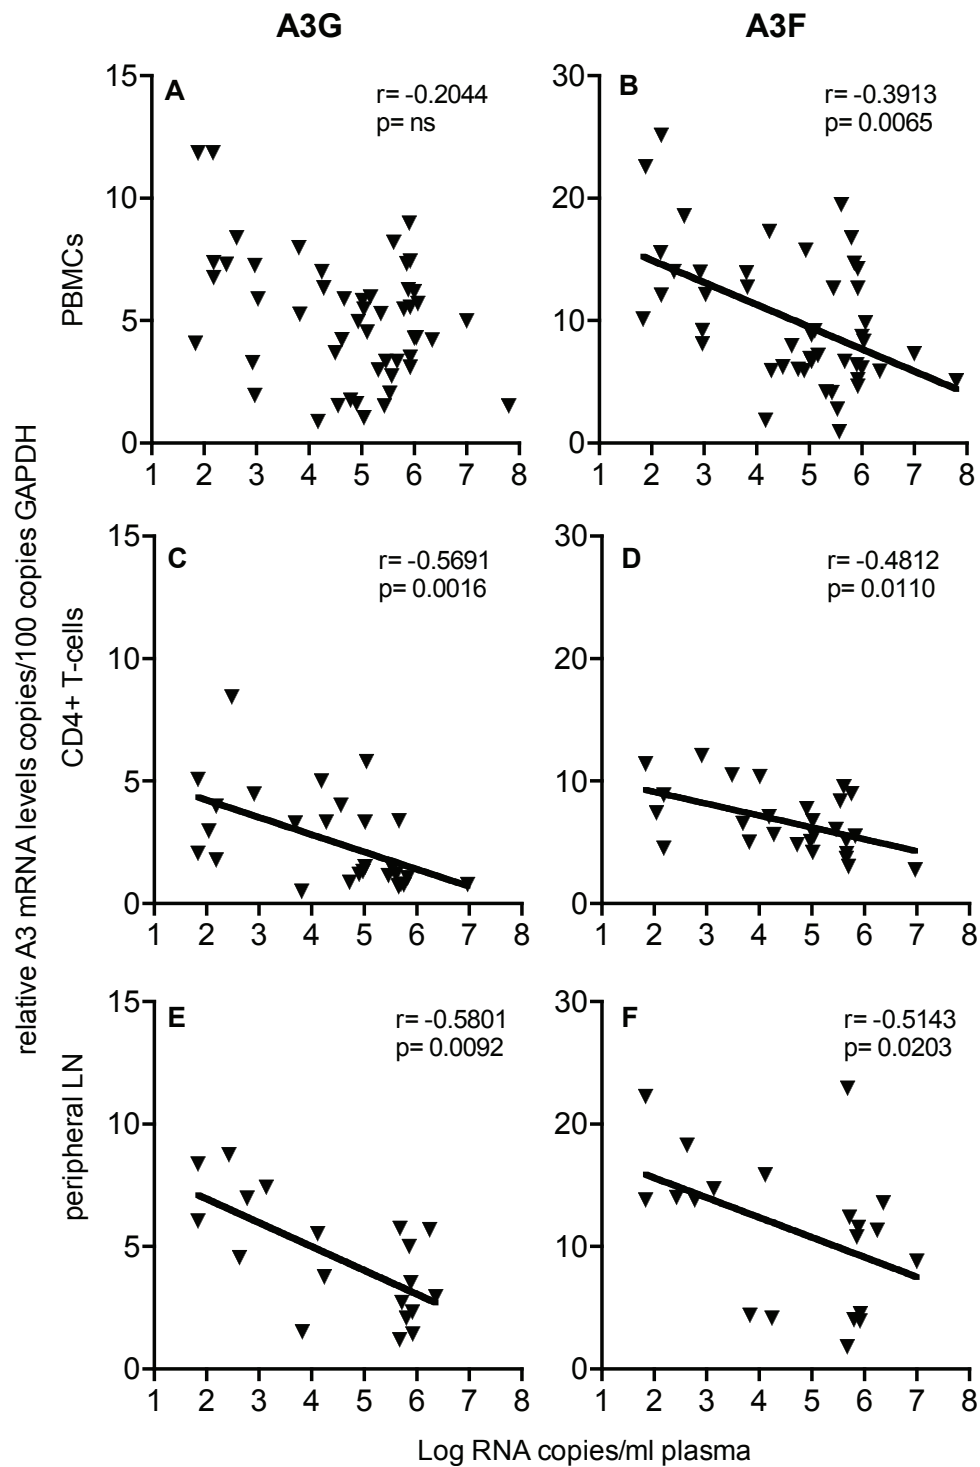 A3G A3F
relative A3 mRNA levels copies/100 copies GAPDH
PBMCs
A
r= -0.2044
p= ns
15
10
5
0
1 2 3 4 5 6 7 8
B
r= -0.3913
p= 0.0065
30
20
10
0
1 2 3 4 5 6 7 8
CD4+ T-cells
C
r= -0.5691
p= 0.0016
15
10
5
0
1 2 3 4 5 6 7 8
D
r= -0.4812
p= 0.0110
30
20
10
0
1 2 3 4 5 6 7 8
peripheral LN
E
r= -0.5801
p= 0.0092
15
10
5
0
1 2 3 4 5 6 7 8
F
r= -0.5143
p= 0.0203
30
20
10
0
1 2 3 4 5 6 7 8
Log RNA copies/ml plasma